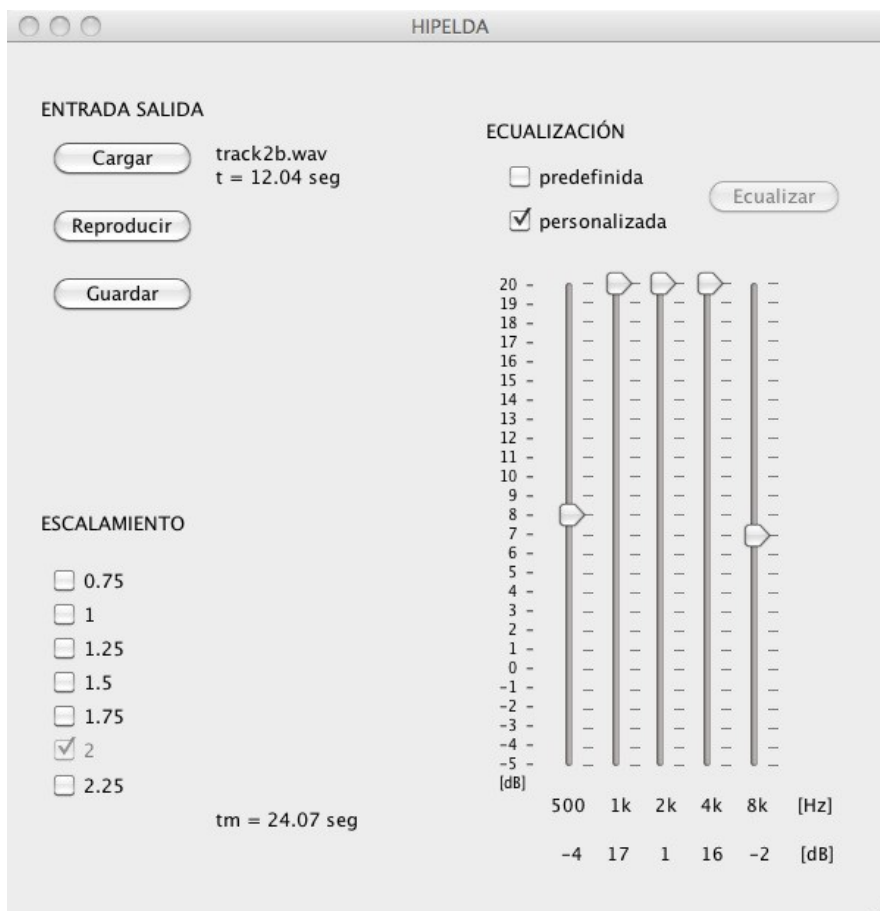 HIPELDA
ENTRADA SALIDA
Cargar
track2b.wav
t = 12.04 seg
Reproducir
Guardar
ESCALAMIENTO
0.75
1
1.25
1.5
1.75
2
2.25
tm = 24.07 seg
ECUALIZACIÓN
predefinida
personalizada
Ecualizar
20 -
19 -
18 -
17 -
16 -
15 -
14 -
13 -
12 -
11 -
10 -
9 -
8 -
7 -
6 -
5 -
4 -
3 -
2 -
1 -
0 -
-1 -
-2 -
-3 -
-4 -
-5 -
[dB]
500 1k 2k 4k 8k [Hz]
-4 17 1 16 -2 [dB]